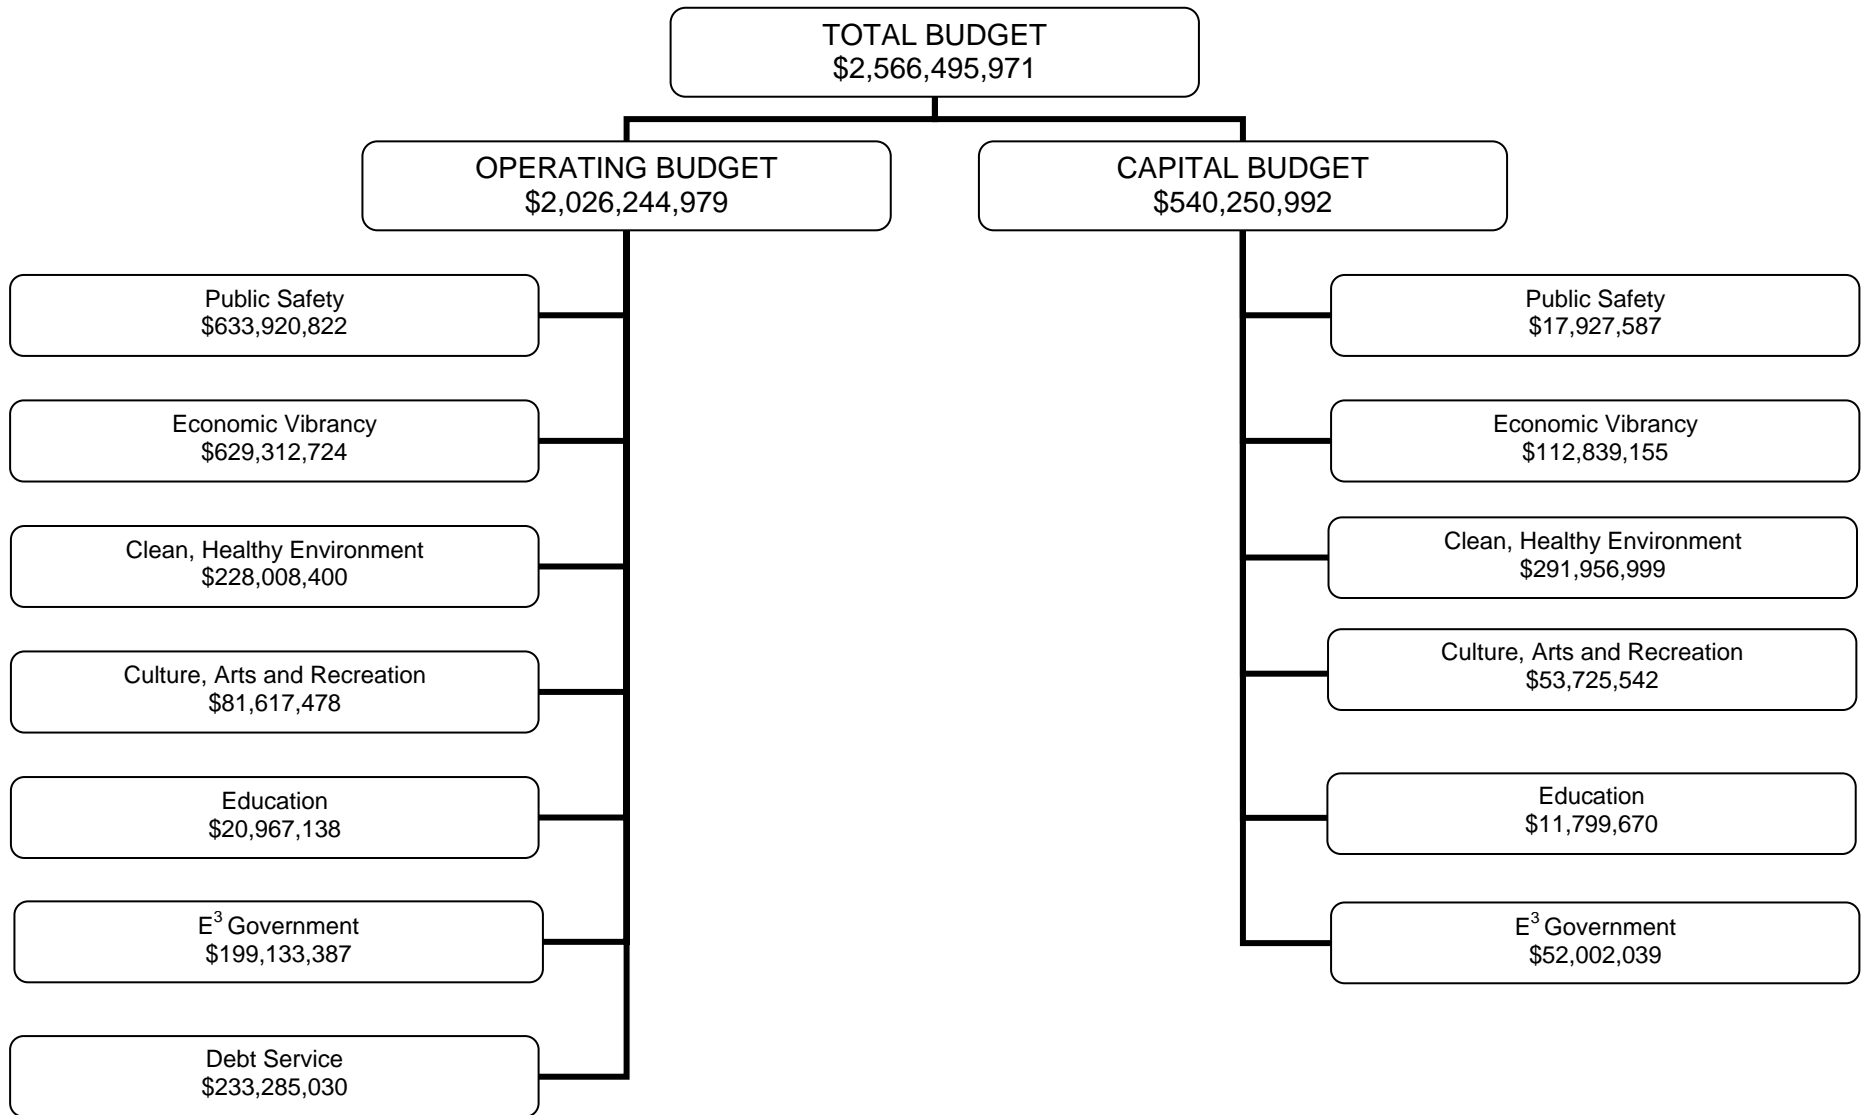 TOTAL BUDGET
$2,566,495,971
OPERATING BUDGET
$2,026,244,979
CAPITAL BUDGET
$540,250,992
Public Safety
$633,920,822
Economic Vibrancy
$629,312,724
Clean, Healthy Environment
$228,008,400
Culture, Arts and Recreation
$81,617,478
Education
$20,967,138
E³ Government
$199,133,387
Debt Service
$233,285,030
Public Safety
$17,927,587
Economic Vibrancy
$112,839,155
Clean, Healthy Environment
$291,956,999
Culture, Arts and Recreation
$53,725,542
Education
$11,799,670
E³ Government
$52,002,039